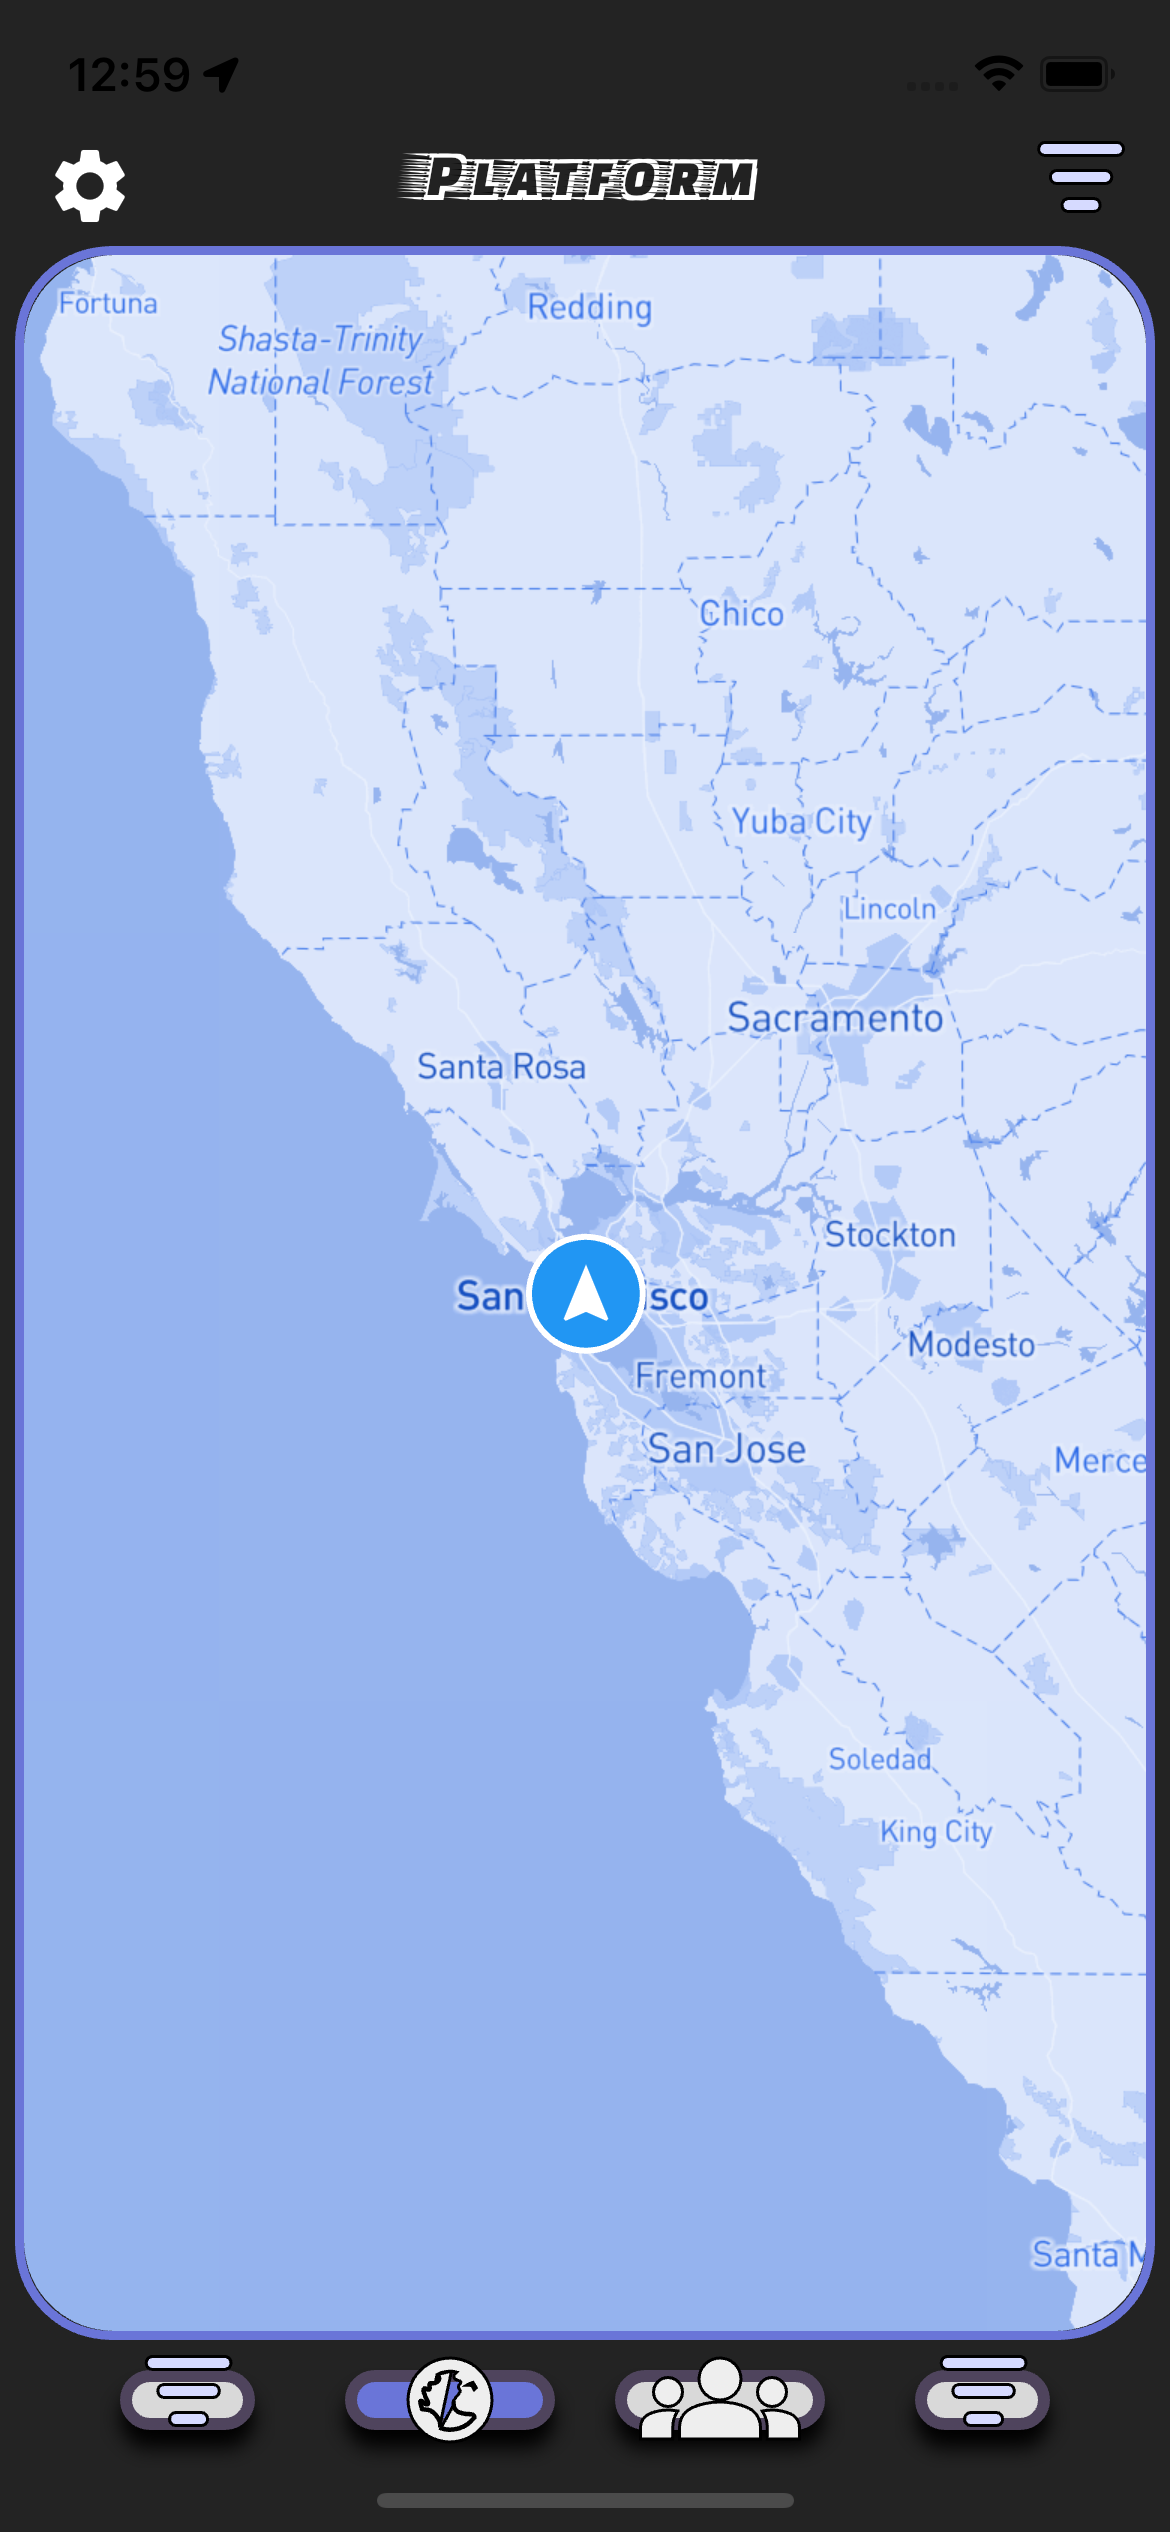 12:59
PLATFORM
Fortuna
Redding
Shasta-Trinity
National Forest
Chico
Yuba City
Lincoln
Sacramento
Santa Rosa
Stockton
San sco
Modesto
Fremont
San Jose
Merce
Soledad
King City
Santa M